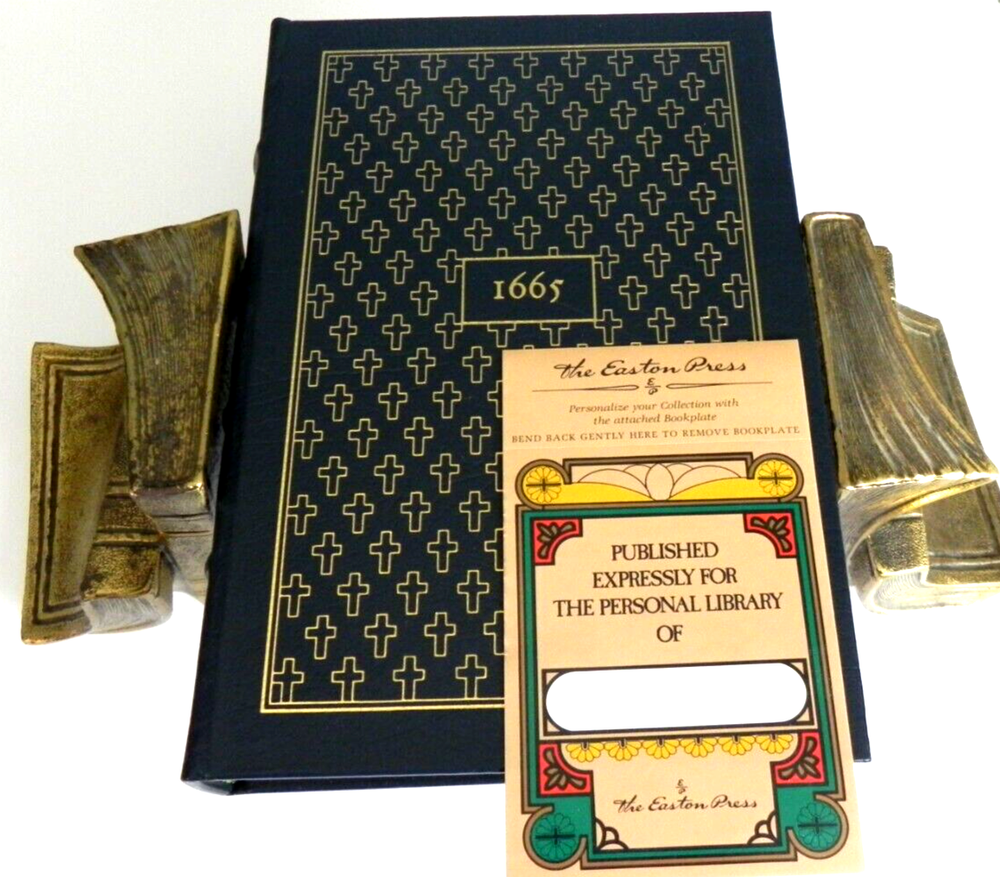 1665
The Easton Press
E
P
Personalize your Collection with
the attached Bookplate
BEND BACK GENTLY HERE TO REMOVE BOOKPLATE
PUBLISHED
EXPRESSLY FOR
THE PERSONAL LIBRARY
OF
E
P
The Easton Press